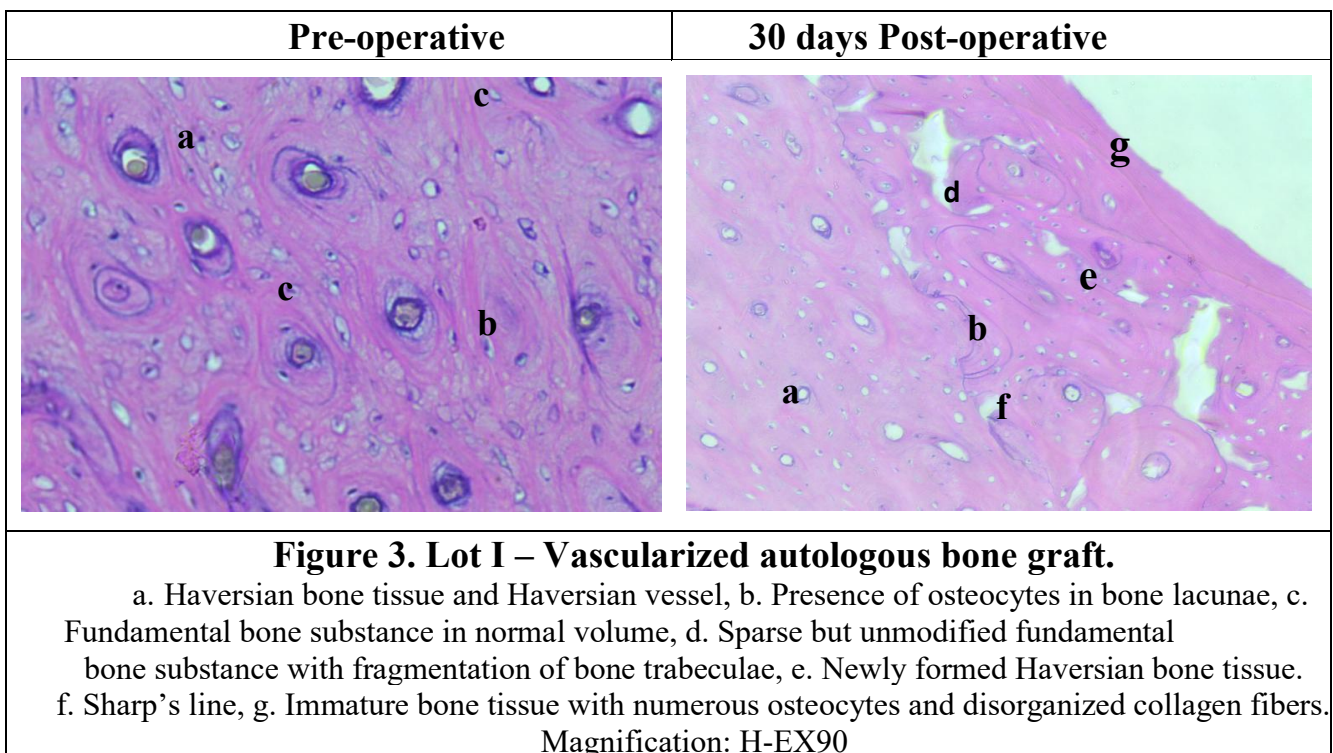 Pre-operative
30 days Post-operative
a
c
c
b
g
d
e
b
a
f
Figure 3. Lot I – Vascularized autologous bone graft.
a. Haversian bone tissue and Haversian vessel, b. Presence of osteocytes in bone lacunae, c.
Fundamental bone substance in normal volume, d. Sparse but unmodified fundamental
bone substance with fragmentation of bone trabeculae, e. Newly formed Haversian bone tissue.
f. Sharp's line, g. Immature bone tissue with numerous osteocytes and disorganized collagen fibers.
Magnification: H-EX90